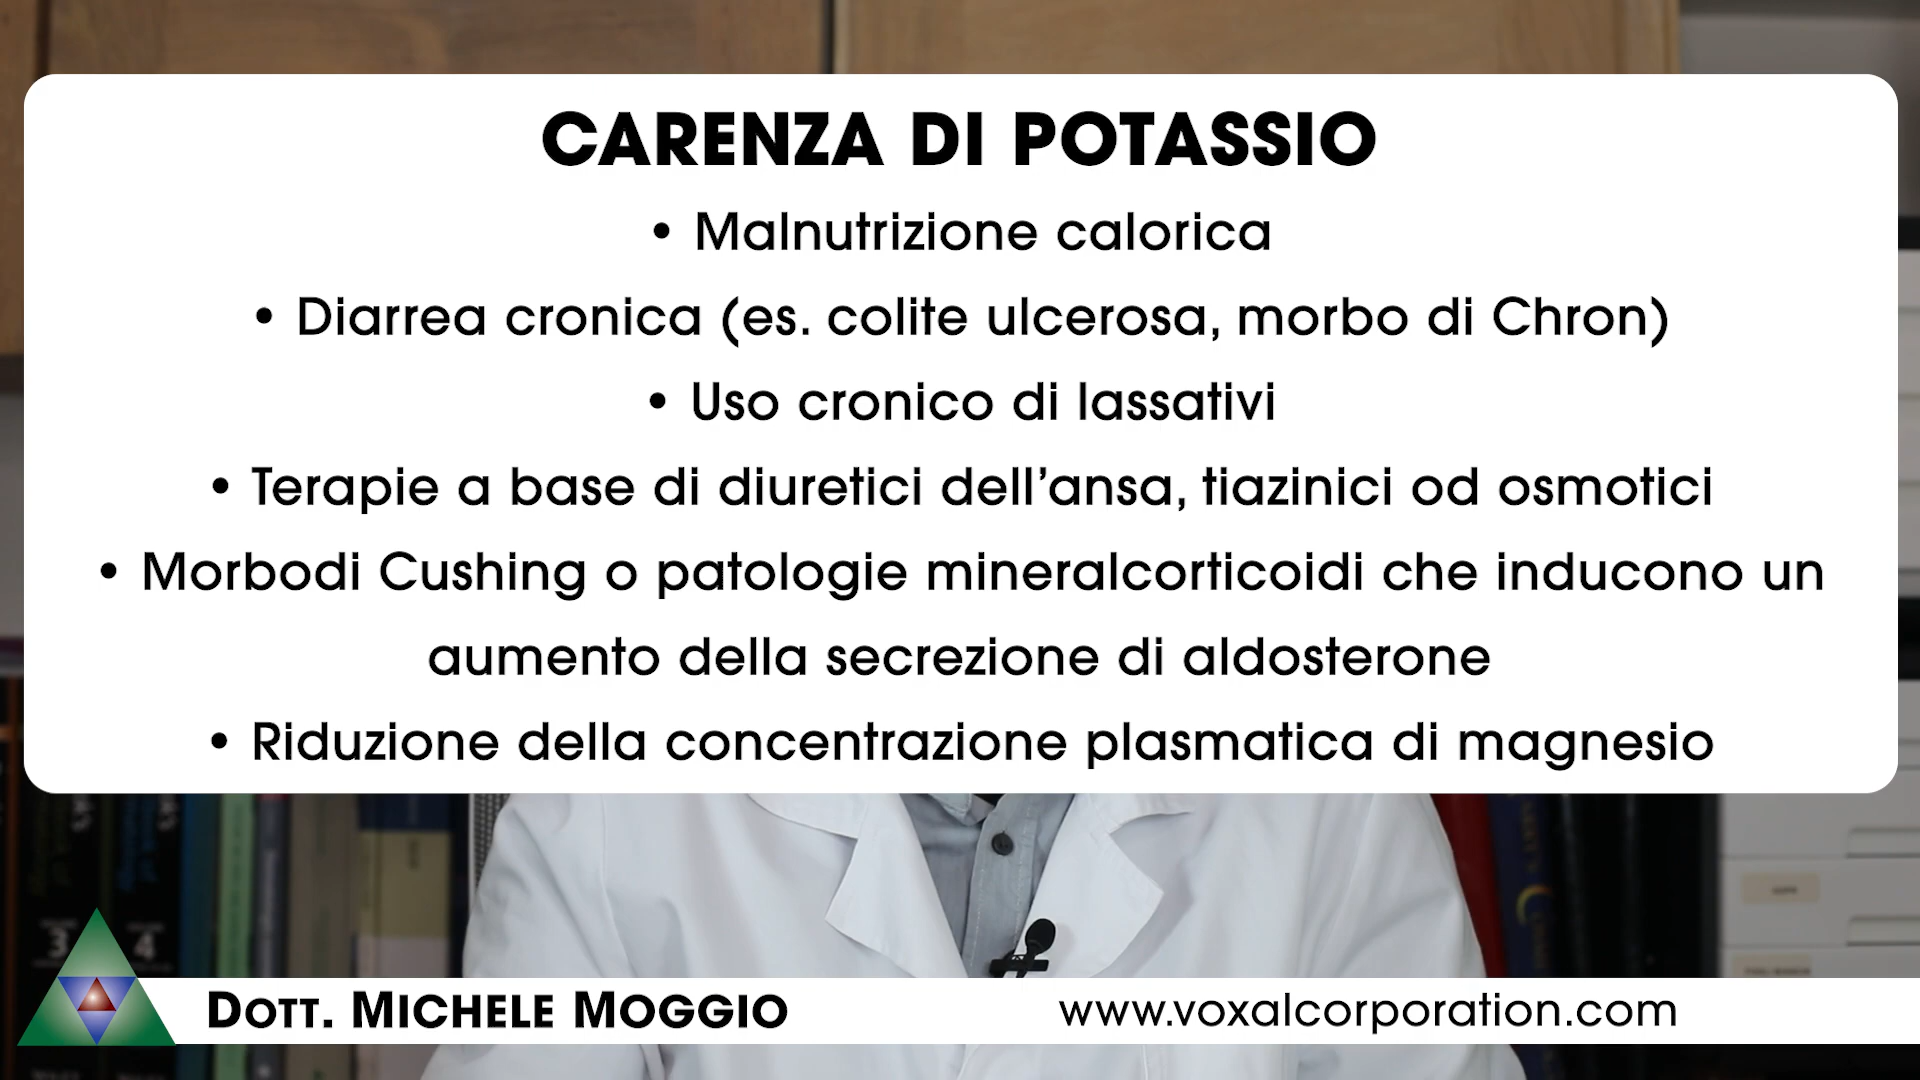 CARENZA DI POTASSIO
• Malnutrizione calorica
• Diarrea cronica (es. colite ulcerosa, morbo di Chron)
• Uso cronico di lassativi
• Terapie a base di diuretici dell’ansa, tiazinici od osmotici
• Morbodi Cushing o patologie mineralcorticoidi che inducono un
aumento della secrezione di aldosterone
• Riduzione della concentrazione plasmatica di magnesio
3
4
DOTT. MICHELE MOGGIO
www.voxalcorporation.com